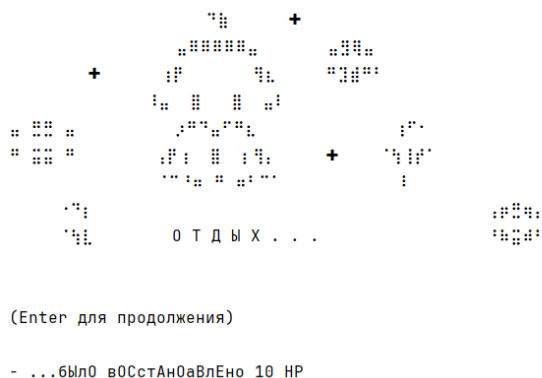 О Т Д Ы Х . . .
(Enter для продолжения)
- ...бЫлО вОСстАнОаВлЕно 10 HP